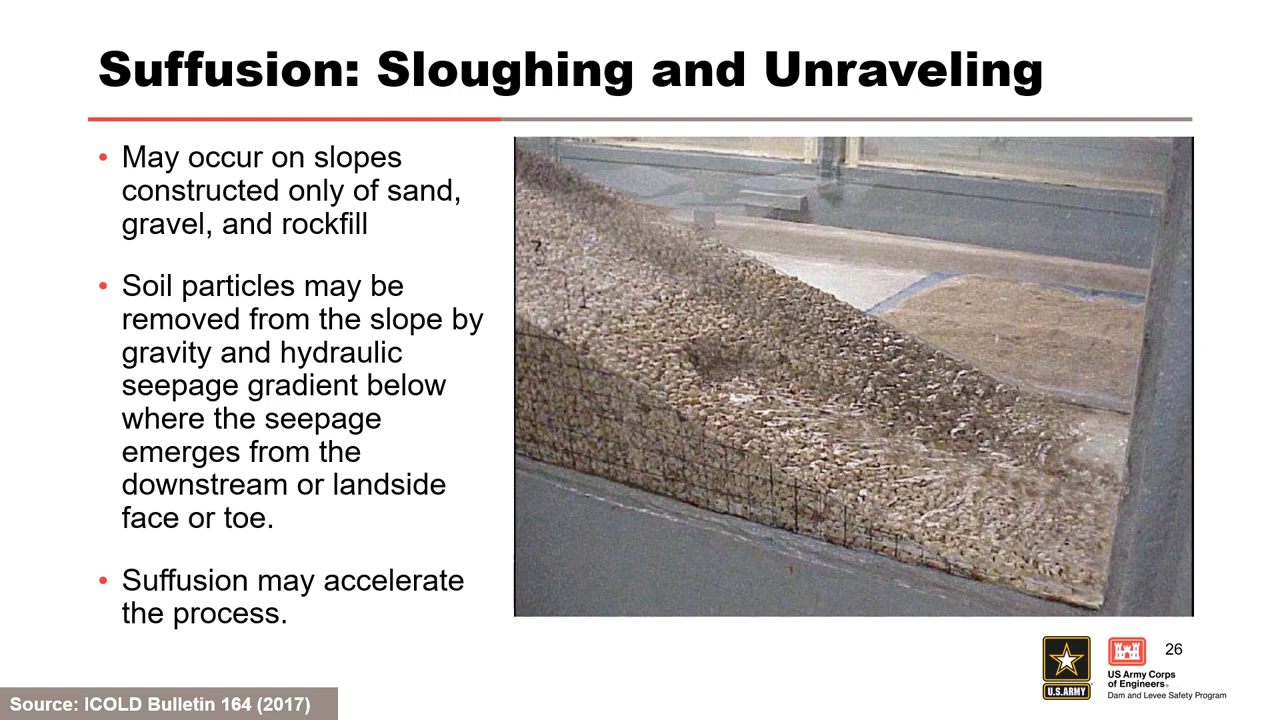 Suffusion: Sloughing and Unraveling
• May occur on slopes
constructed only of sand,
gravel, and rockfill
• Soil particles may be
removed from the slope by
gravity and hydraulic
seepage gradient below
where the seepage
emerges from the
downstream or landside
face or toe.
• Suffusion may accelerate
the process.
26
U.S.ARMY
US Army Corps
of Engineers®
Dam and Levee Safety Program
Source: ICOLD Bulletin 164 (2017)